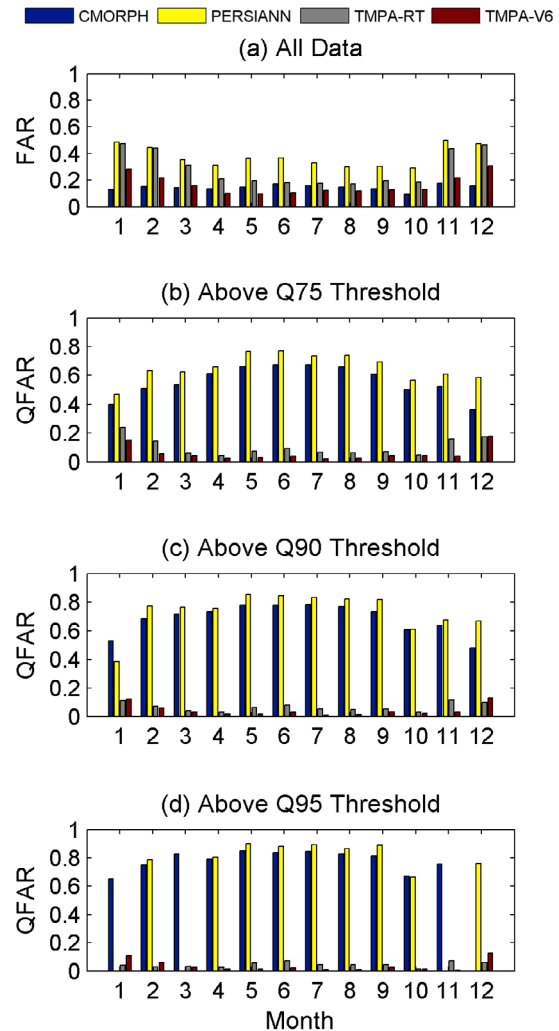 CMORPH PERSIANN TMPA-RT TMPA-V6
(a) All Data
FAR
1
0.8
0.6
0.4
0.2
0
1 2 3 4 5 6 7 8 9 10 11 12
(b) Above Q75 Threshold
QFAR
1
0.8
0.6
0.4
0.2
0
1 2 3 4 5 6 7 8 9 10 11 12
(c) Above Q90 Threshold
QFAR
1
0.8
0.6
0.4
0.2
0
1 2 3 4 5 6 7 8 9 10 11 12
(d) Above Q95 Threshold
QFAR
1
0.8
0.6
0.4
0.2
0
1 2 3 4 5 6 7 8 9 10 11 12
Month